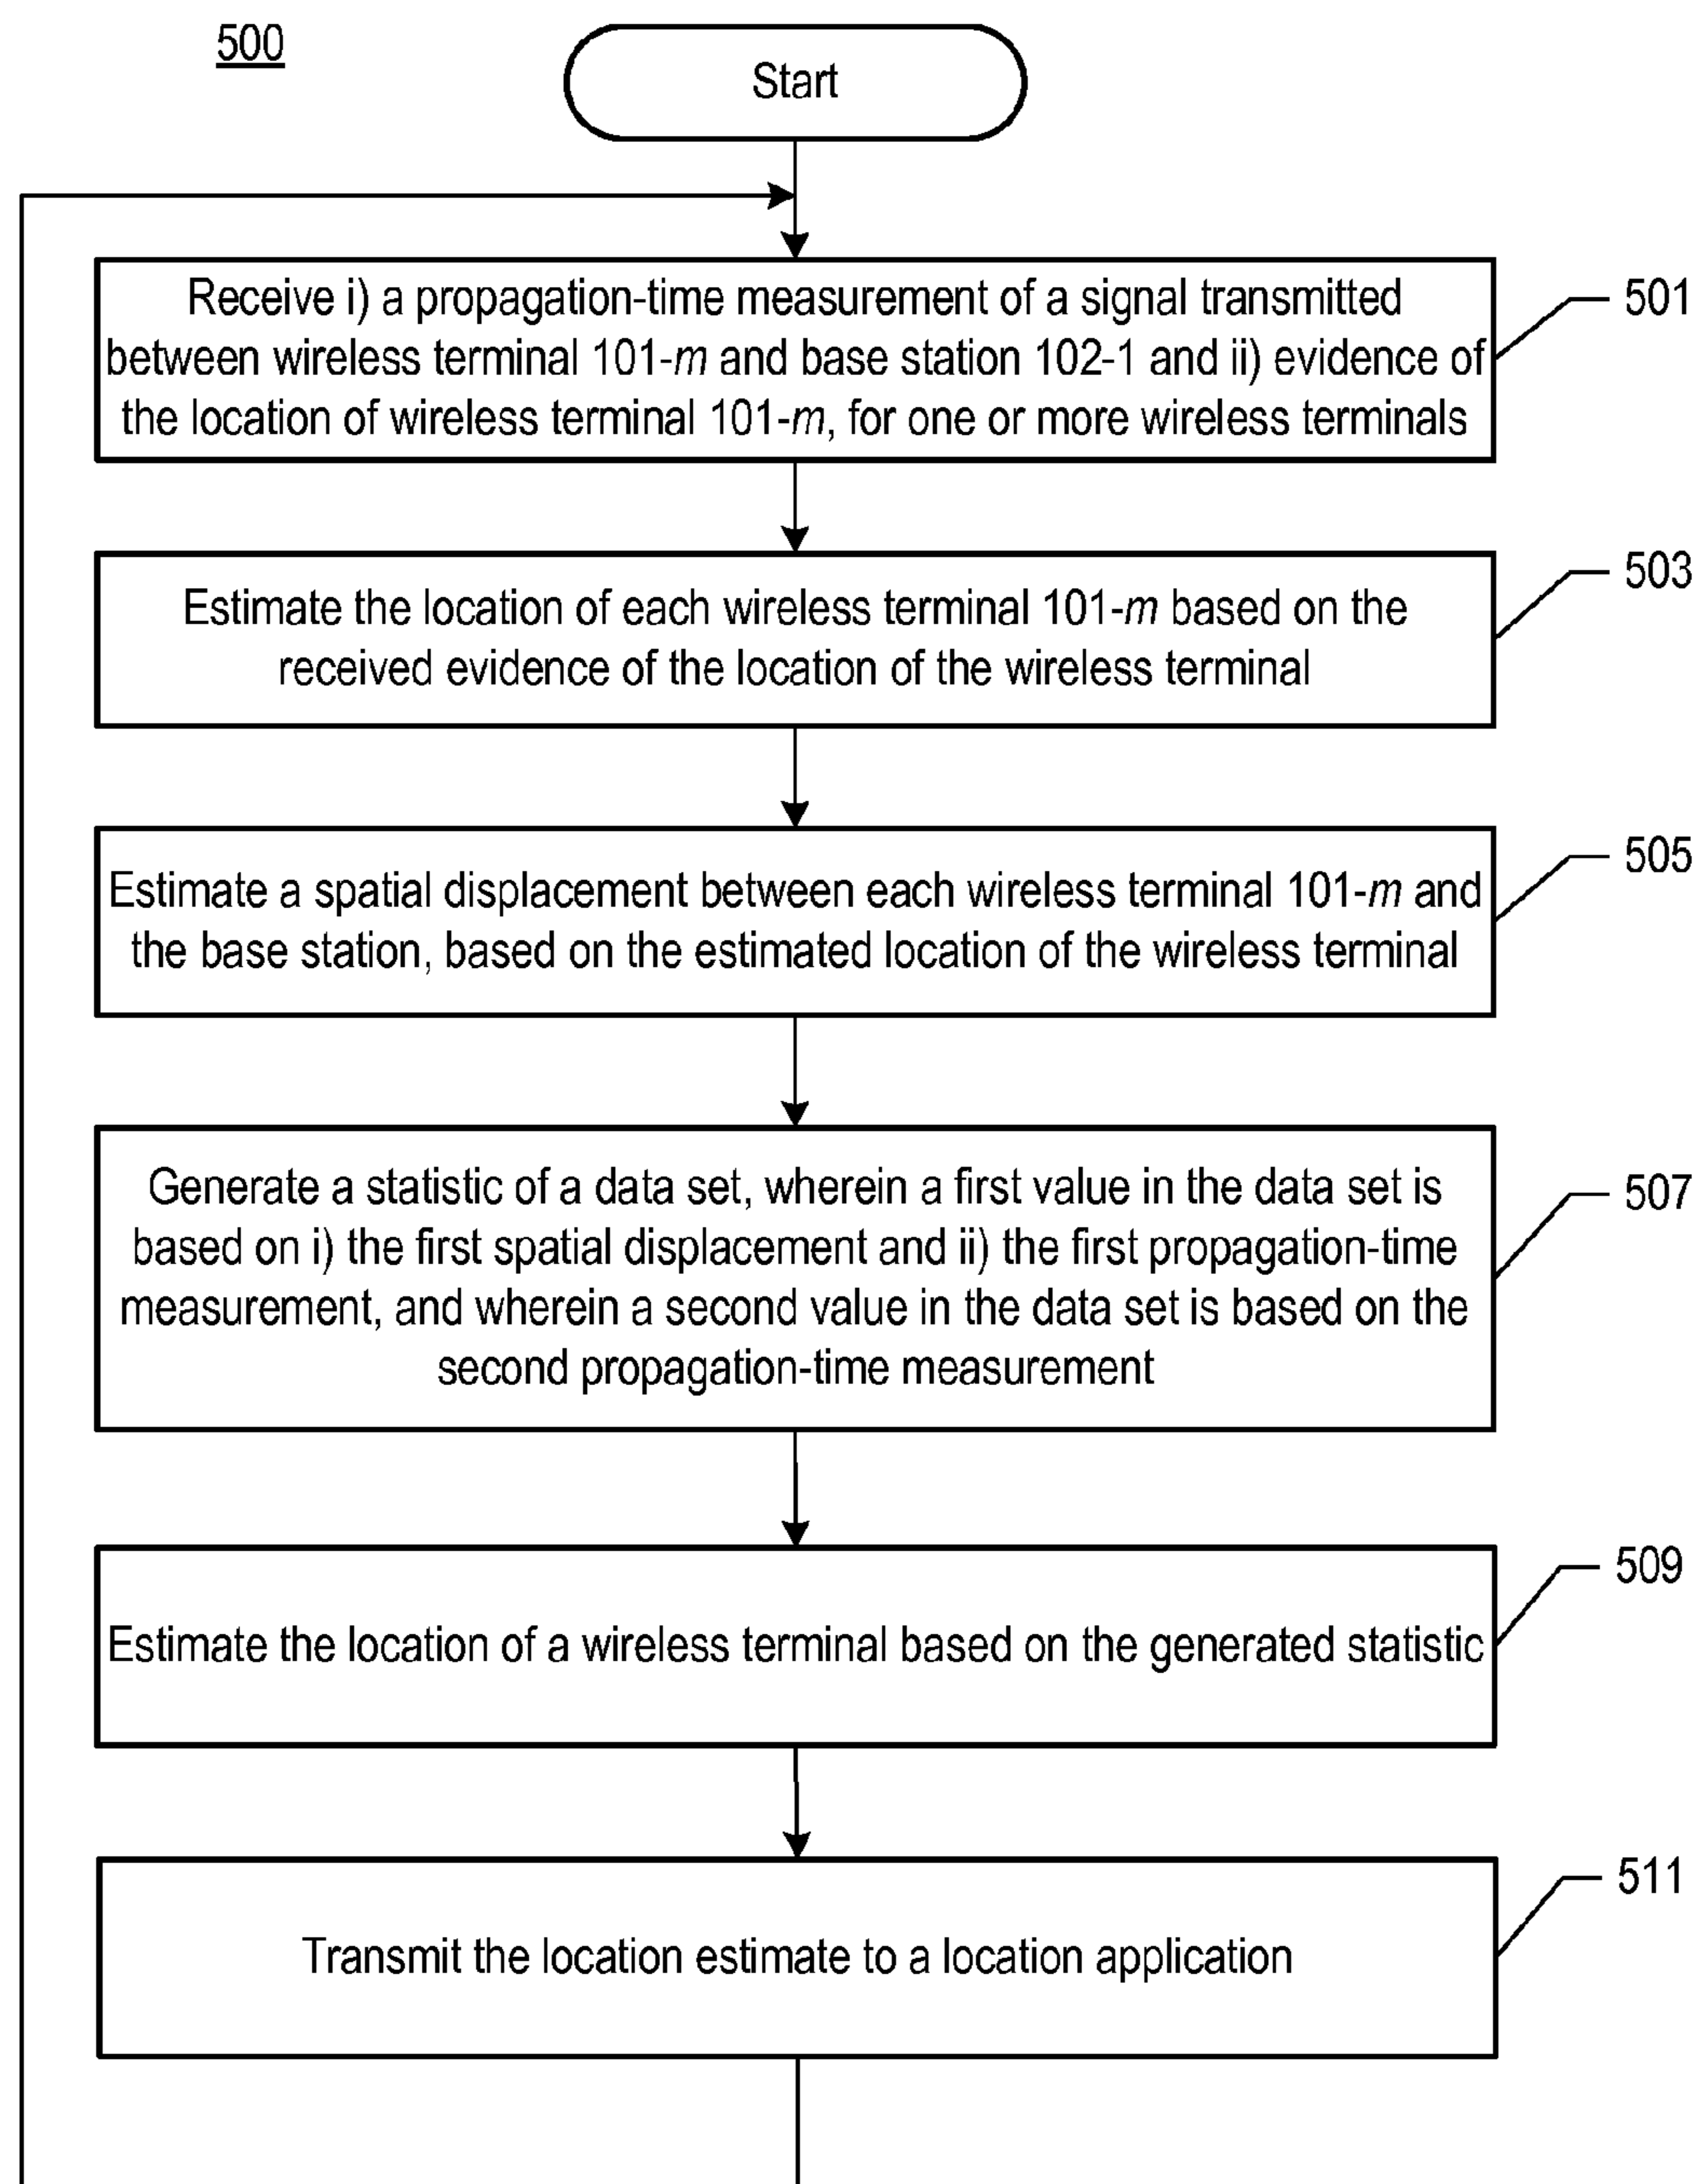 500
Start
Receive i) a propagation-time measurement of a signal transmitted
between wireless terminal 101-m and base station 102-1 and ii) evidence of
the location of wireless terminal 101-m, for one or more wireless terminals
501
Estimate the location of each wireless terminal 101-m based on the
received evidence of the location of the wireless terminal
503
Estimate a spatial displacement between each wireless terminal 101-m and
the base station, based on the estimated location of the wireless terminal
505
Generate a statistic of a data set, wherein a first value in the data set is
based on i) the first spatial displacement and ii) the first propagation-time
measurement, and wherein a second value in the data set is based on the
second propagation-time measurement
507
Estimate the location of a wireless terminal based on the generated statistic
509
Transmit the location estimate to a location application
511